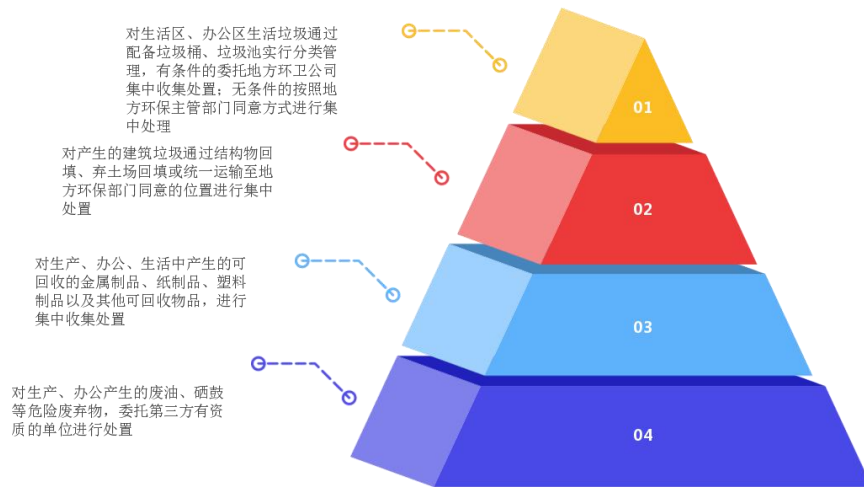 对生活区、办公区生活垃圾通过
配备垃圾桶、垃圾池实行分类管
理，有条件的委托地方环卫公司
集中收集处置；无条件的按照地
方环保主管部门同意方式进行集
中处理
01
对产生的建筑垃圾通过结构物回
填、弃土场回填或统一运输至地
方环保部门同意的位置进行集中
处置
02
对生产、办公、生活中产生的可
回收的金属制品、纸制品、塑料
制品以及其他可回收物品，进行
集中收集处置
03
对生产、办公产生的废油、硒鼓
等危险废弃物，委托第三方有资
质的单位进行处置
04